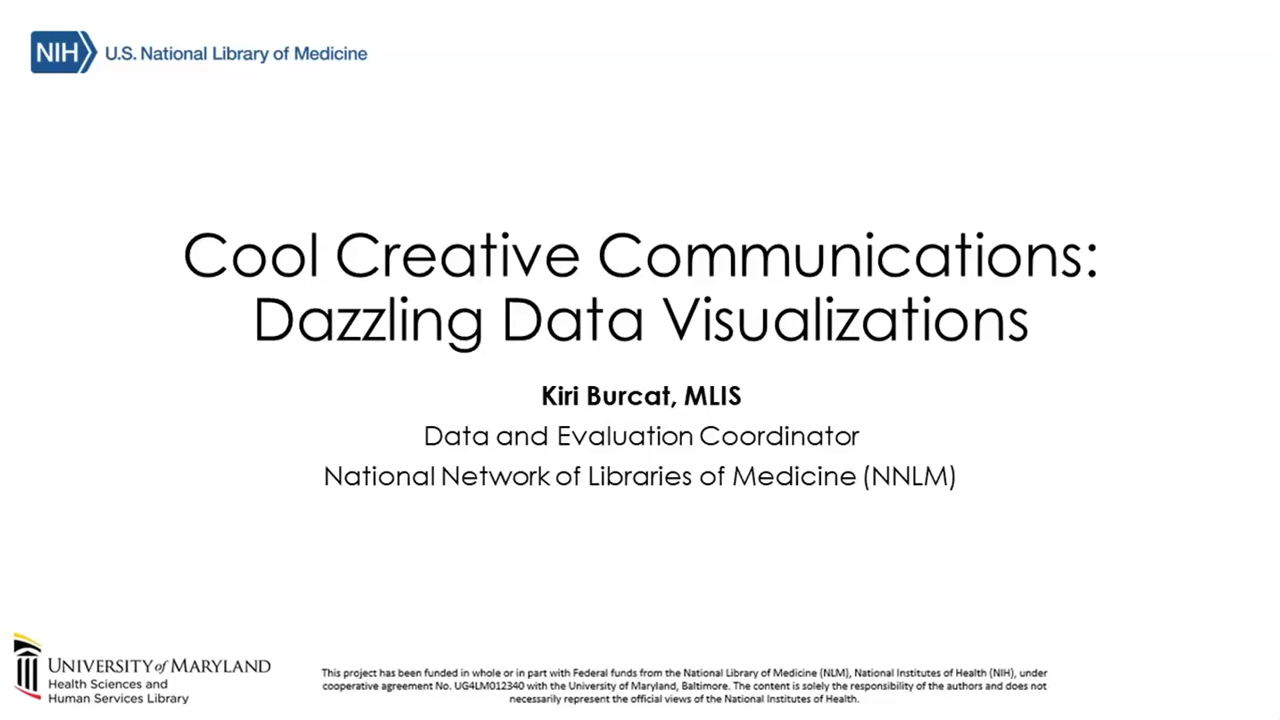 NIH U.S. National Library of Medicine
Cool Creative Communications:
Dazzling Data Visualizations
Kiri Burcat, MLIS
Data and Evaluation Coordinator
National Network of Libraries of Medicine (NNLM)
UNIVERSITY of MARYLAND
Health Sciences and
Human Services Library
This project has been funded in whole or in part with Federal funds from the National Library of Medicine (NLM), National Institutes of Health (NIH), under
cooperative agreement No. UG4LM012340 with the University of Maryland, Baltimore. The content is solely the responsibility of the authors and does not
necessarily represent the official views of the National Institutes of Health.